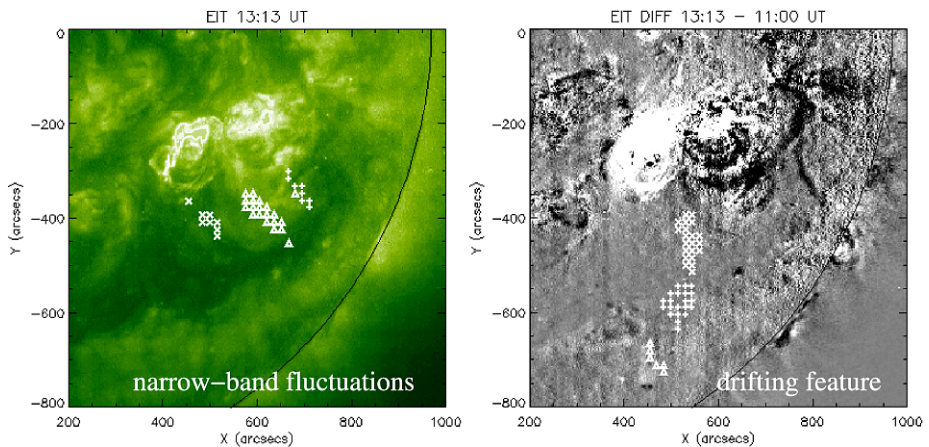 EIT 13:13 UT
0
−200
−400
−600
−800
Y (arcsecs)
narrow−band fluctuations
200 400 600 800 1000
X (arcsecs)
EIT DIFF 13:13 − 11:00 UT
0
−200
−400
−600
−800
Y (arcsecs)
drifting feature
200 400 600 800 1000
X (arcsecs)